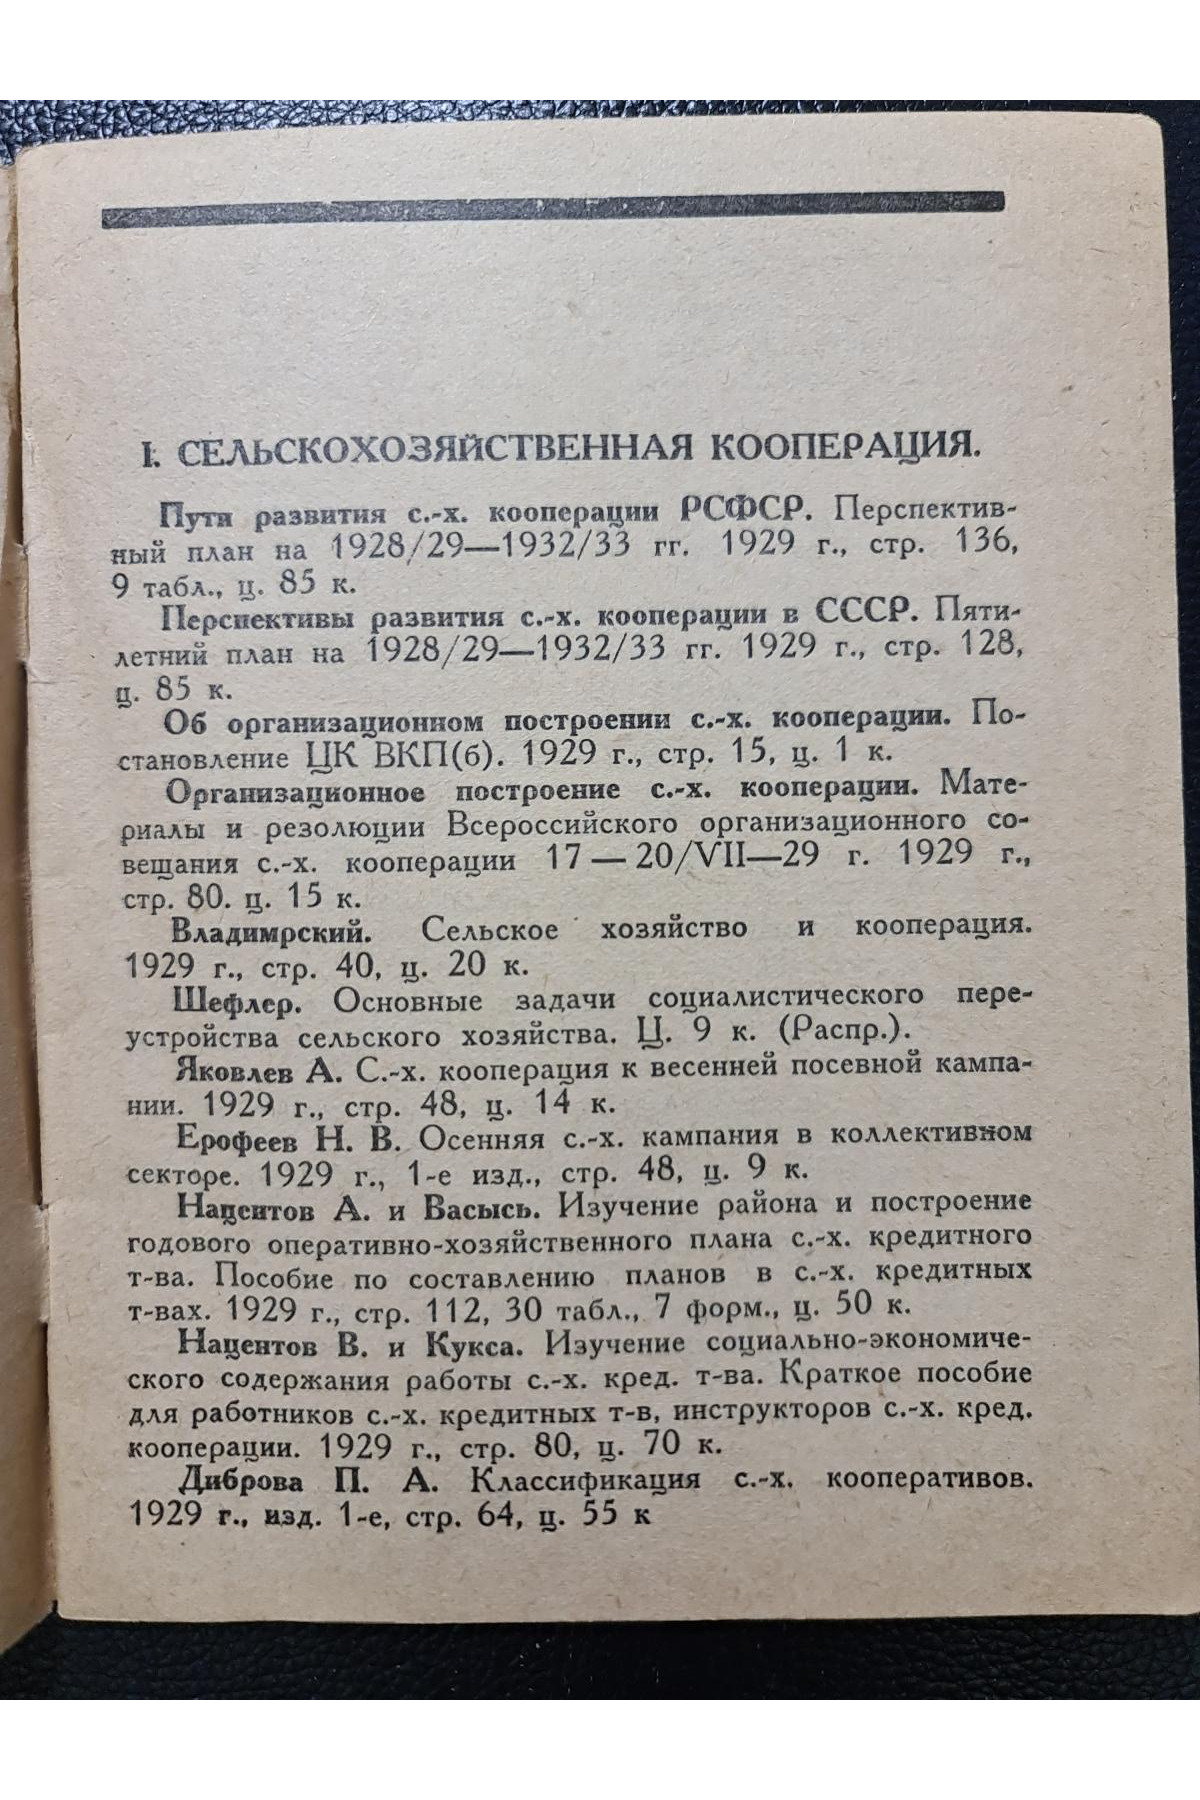 I. СЕЛЬСКОХОЗЯЙСТВЕННАЯ КООПЕРАЦИЯ.
Пути развития с.-х. кооперации РСФСР. Перспектив-
ный план на 1928/29—1932/33 гг. 1929 г., стр. 136,
9 табл., ц. 85 к.
Перспективы развития с.-х. кооперации в СССР. Пяти-
летний план на 1928/29—1932/33 гг. 1929 г., стр. 128,
ц. 85 к.
Об организационном построении с.-х. кооперации. По-
становление ЦК ВКП(б). 1929 г., стр. 15, ц. 1 к.
Организационное построение с.-х. кооперации. Мате-
риалы и резолюции Всероссийского организационного со-
вещания с.-х. кооперации 17 — 20/VII—29 г. 1929 г.,
стр. 80. ц. 15 к.
Владимрский. Сельское хозяйство и кооперация.
1929 г., стр. 40, ц. 20 к.
Шефлер. Основные задачи социалистического пере-
устройства сельского хозяйства. Ц. 9 к. (Распр.).
Яковлев А. С.-х. кооперация к весенней посевной кампа-
нии. 1929 г., стр. 48, ц. 14 к.
Ерофеев Н. В. Осенняя с.-х. кампания в коллективном
секторе. 1929 г., 1-е изд., стр. 48, ц. 9 к.
Нацентов А. и Васысь. Изучение района и построение
годового оперативно-хозяйственного плана с.-х. кредитного
т-ва. Пособие по составлению планов в с.-х. кредитных
т-вах. 1929 г., стр. 112, 30 табл., 7 форм., ц. 50 к.
Нацентов В. и Кукса. Изучение социально-экономиче-
ского содержания работы с.-х. кред. т-ва. Краткое пособие
для работников с.-х. кредитных т-в, инструкторов с.-х. кред.
кооперации. 1929 г., стр. 80, ц. 70 к.
Диброва П. А. Классификация с.-х. кооперативов.
1929 г., изд. 1-е, стр. 64, ц. 55 к